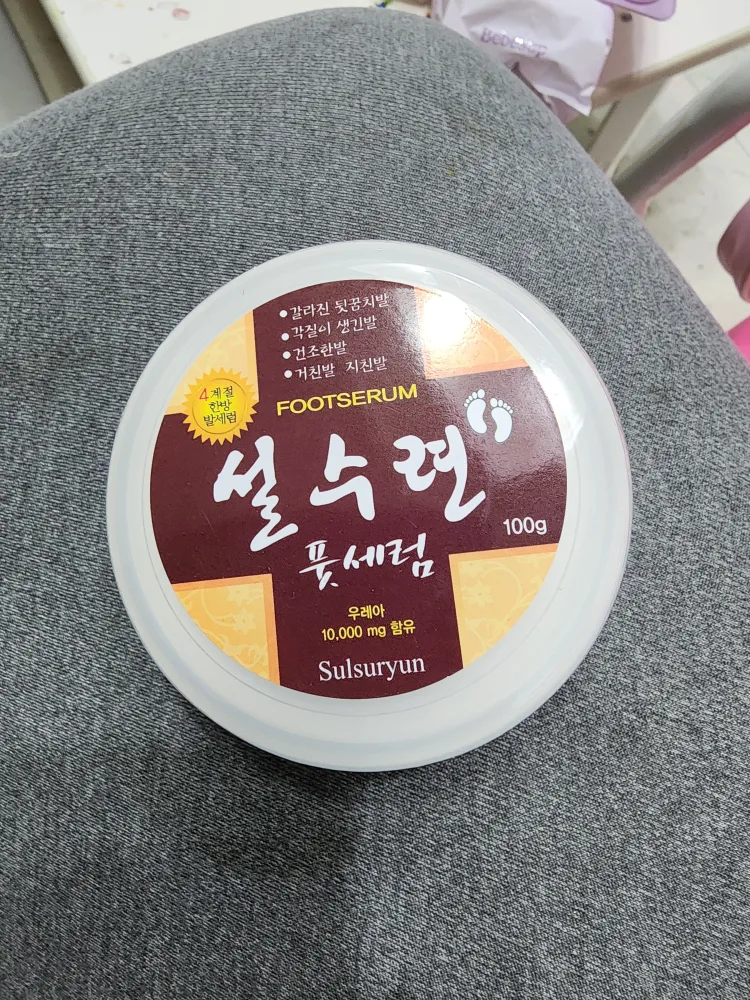 ●갈라진 뒷꿈치발
●각질이 생긴발
●건조한발
●거친발 지친발
4계절
한방
발세럼
FOOTSERUM
설수련
풋세럼
100g
우레아
10,000 mg 함유
Sulsuryun